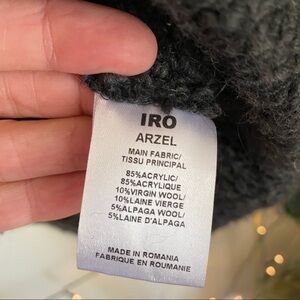 IRO
ARZEL
MAIN FABRIC/
TISSU PRINCIPAL
85%ACRYLIC/
85%ACRYLIQUE
10%VIRGIN WOOL/
10%LAINE VIERGE
5%ALPAGA WOOL/
5%LAINE D'ALPAGA
MADE IN ROMANIA
FABRIQUE EN ROUMANIE